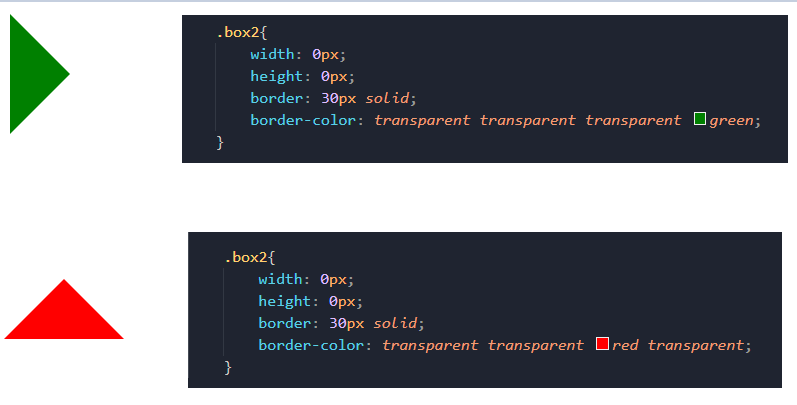 .box2{
width: 0px;
height: 0px;
border: 30px solid;
border-color: transparent transparent transparent green;
}
.box2{
width: 0px;
height: 0px;
border: 30px solid;
border-color: transparent transparent red transparent;
}